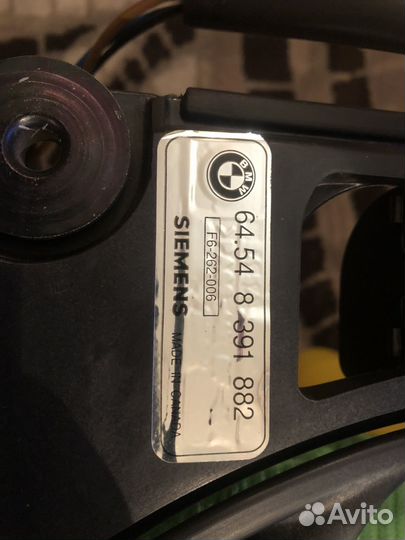 BMW
64.54 8 391 882
F6-262-006
SIEMENS
MADE IN CANADA
Avito